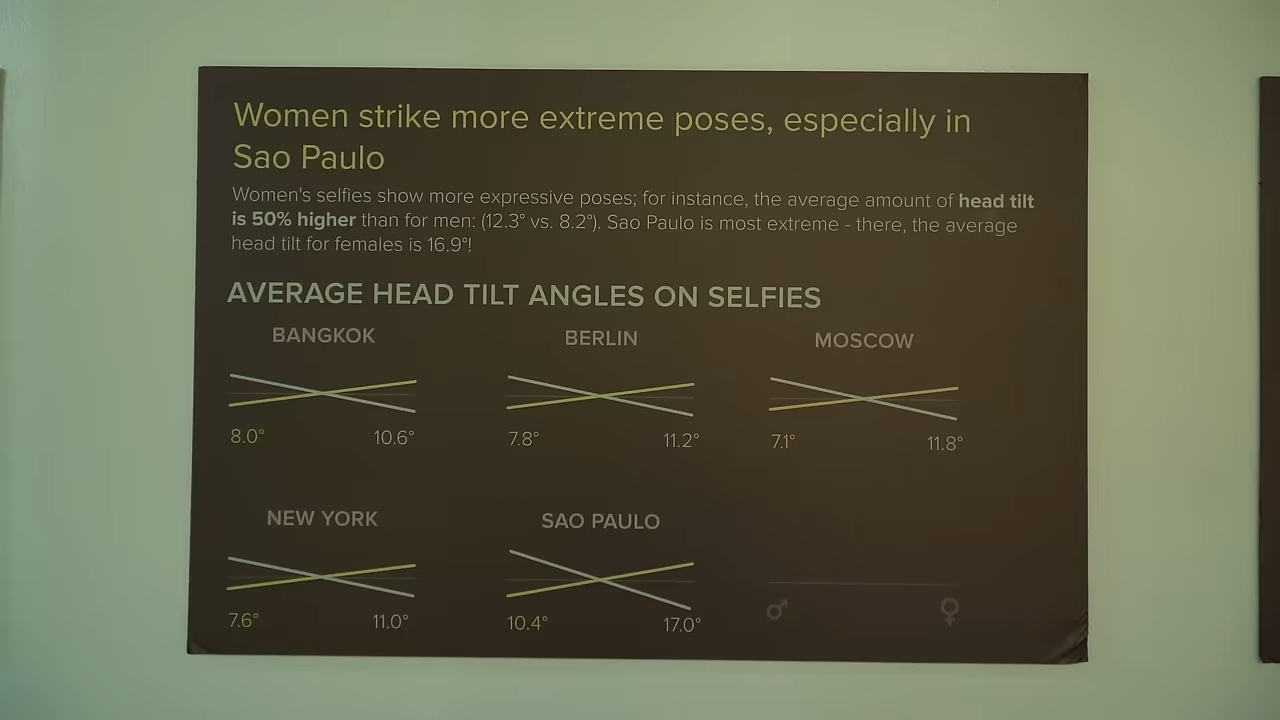 Women strike more extreme poses, especially in
Sao Paulo
Women's selfies show more expressive poses; for instance, the average amount of head tilt
is 50% higher than for men: (12.3° vs. 8.2°). Sao Paulo is most extreme - there, the average
head tilt for females is 16.9°!
AVERAGE HEAD TILT ANGLES ON SELFIES
BANGKOK BERLIN MOSCOW
8.0° 10.6° 7.8° 11.2° 7.1° 11.8°
NEW YORK SAO PAULO
7.6° 11.0° 10.4° 17.0°
♂ ♀